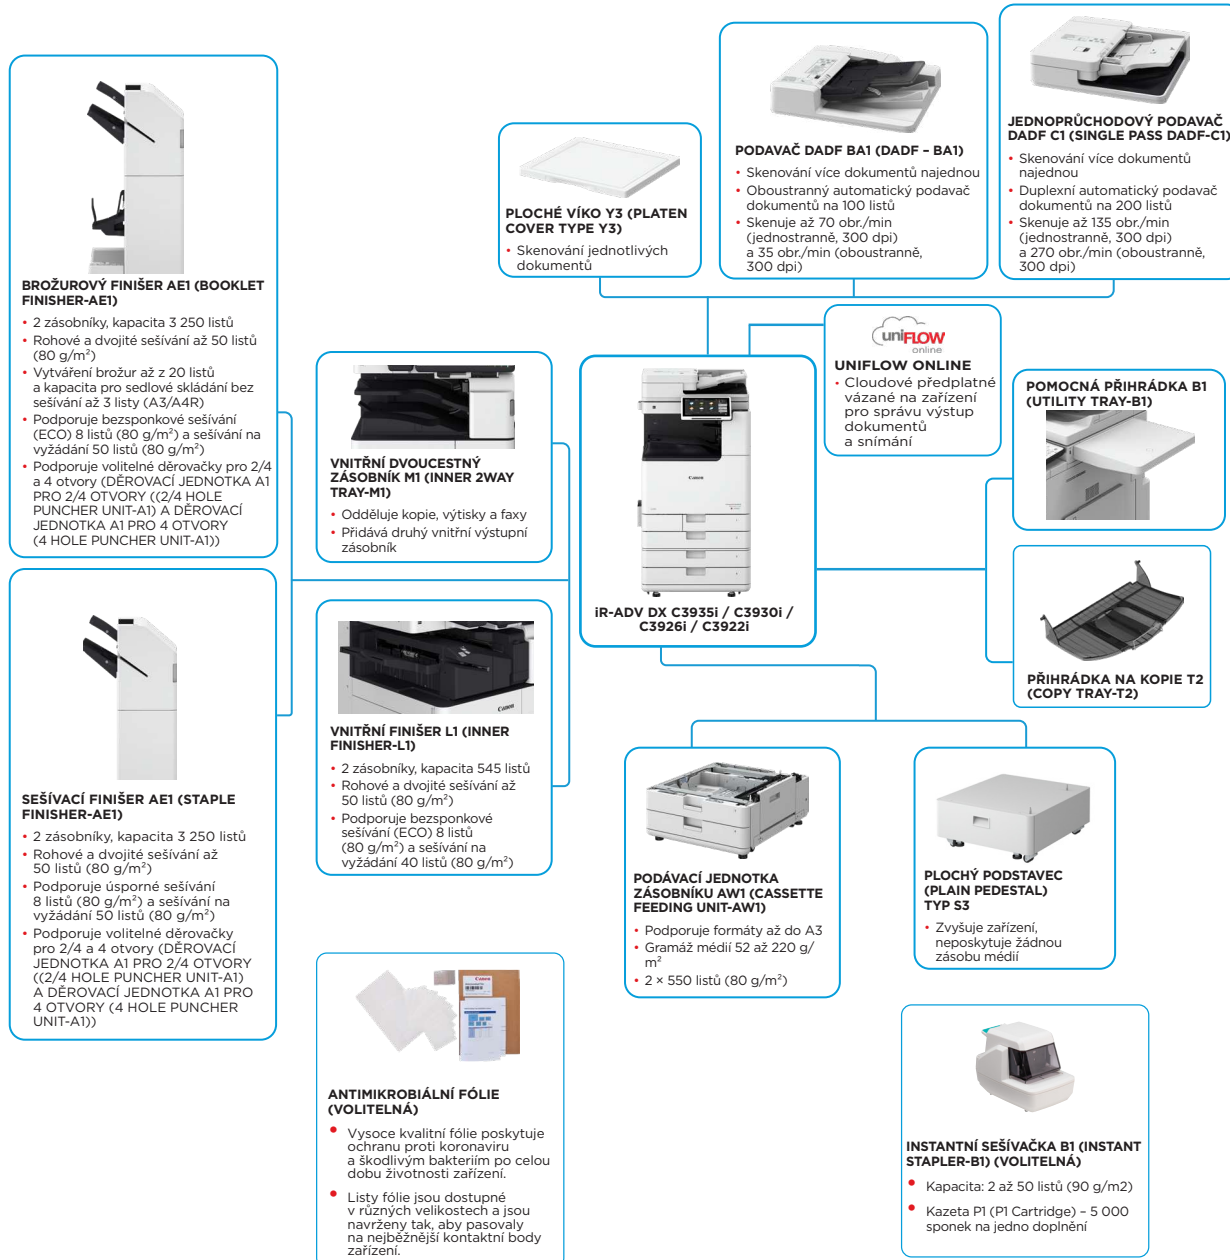 BROŽUROVÝ FINIŠER AE1 (BOOKLET
FINISHER-AE1)
• 2 zásobníky, kapacita 3 250 listů
• Rohové a dvojité sešívání až 50 listů
(80 g/m²)
• Vytváření brožur až z 20 listů
a kapacita pro sedlové skládání bez
sešívání až 3 listy (A3/A4R)
• Podporuje bezsponkové sešívání
(ECO) 8 listů (80 g/m²) a sešívání na
vyžádání 50 listů (80 g/m²)
• Podporuje volitelné děrovačky pro 2/4
a 4 otvory (DĚROVACÍ JEDNOTKA A1
PRO 2/4 OTVORY ((2/4 HOLE
PUNCHER UNIT-A1) A DĚROVACÍ
JEDNOTKA A1 PRO 4 OTVORY
(4 HOLE PUNCHER UNIT-A1))
SEŠÍVACÍ FINIŠER AE1 (STAPLE
FINISHER-AE1)
• 2 zásobníky, kapacita 3 250 listů
• Rohové a dvojité sešívání až
50 listů (80 g/m²)
• Podporuje úsporné sešívání
8 listů (80 g/m²) a sešívání na
vyžádání 50 listů (80 g/m²)
• Podporuje volitelné děrovačky
pro 2/4 a 4 otvory (DĚROVACÍ
JEDNOTKA A1 PRO 2/4 OTVORY
((2/4 HOLE PUNCHER UNIT-A1)
A DĚROVACÍ JEDNOTKA A1 PRO
4 OTVORY (4 HOLE PUNCHER
UNIT-A1))
VNITŘNÍ DVOUCESTNÝ
ZÁSOBNÍK M1 (INNER 2WAY
TRAY-M1)
• Odděluje kopie, výtisky a faxy
• Přidává druhý vnitřní výstupní
zásobník
Canon
VNITŘNÍ FINIŠER L1 (INNER
FINISHER-L1)
• 2 zásobníky, kapacita 545 listů
• Rohové a dvojité sešívání až
50 listů (80 g/m²)
• Podporuje bezsponkové
sešívání (ECO) 8 listů
(80 g/m²) a sešívání na
vyžádání 40 listů (80 g/m²)
Canon
ANTIMIKROBIÁLNÍ FÓLIE
(VOLITELNÁ)
• Vysoce kvalitní fólie poskytuje
ochranu proti koronaviru
a škodlivým bakteriím po celou
dobu životnosti zařízení.
• Listy fólie jsou dostupné
v různých velikostech a jsou
navrženy tak, aby pasovaly
na nejběžnější kontaktní body
zařízení.
PLOCHÉ VÍKO Y3 (PLATEN
COVER TYPE Y3)
• Skenování jednotlivých
dokumentů
PODAVAČ DADF BA1 (DADF – BA1)
• Skenování více dokumentů najednou
• Oboustranný automatický podavač
dokumentů na 100 listů
• Skenuje až 70 obr./min
(jednostranně, 300 dpi)
a 35 obr./min (oboustranně,
300 dpi)
JEDNOPRŮCHODOVÝ PODAVAČ
DADF C1 (SINGLE PASS DADF-C1)
• Skenování více dokumentů
najednou
• Duplexní automatický podavač
dokumentů na 200 listů
• Skenuje až 135 obr./min
(jednostranně, 300 dpi)
a 270 obr./min (oboustranně,
300 dpi)
Canon
iR-ADV DX C3935i / C3930i /
C3926i / C3922i
uniFLOW
online
UNIFLOW ONLINE
• Cloudové předplatné
vázané na zařízení
pro správu výstup
dokumentů
a snímání
POMOCNÁ PŘIHRÁDKA B1
(UTILITY TRAY-B1)
PŘIHRÁDKA NA KOPIE T2
(COPY TRAY-T2)
PODÁVACÍ JEDNOTKA
ZÁSOBNÍKU AW1 (CASSETTE
FEEDING UNIT-AW1)
• Podporuje formáty až do A3
• Gramáž médií 52 až 220 g/
m²
• 2 × 550 listů (80 g/m²)
PLOCHÝ PODSTAVEC
(PLAIN PEDESTAL)
TYP S3
• Zvyšuje zařízení,
neposkytuje žádnou
zásobu médií
INSTANTNÍ SEŠÍVAČKA B1 (INSTANT
STAPLER-B1) (VOLITELNÁ)
• Kapacita: 2 až 50 listů (90 g/m2)
• Kazeta P1 (P1 Cartridge) – 5 000
sponek na jedno doplnění